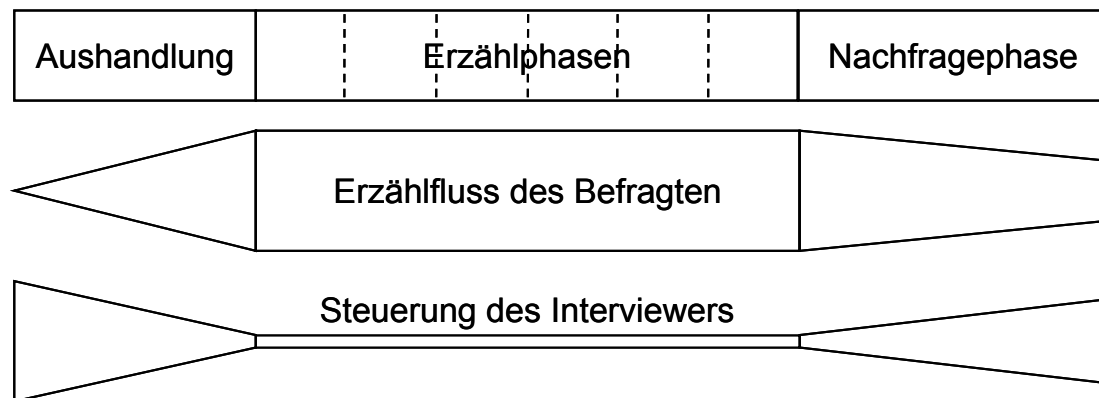 Aushandlung Erzählphasen Nachfragephase
Erzählfluss des Befragten
Steuerung des Interviewers